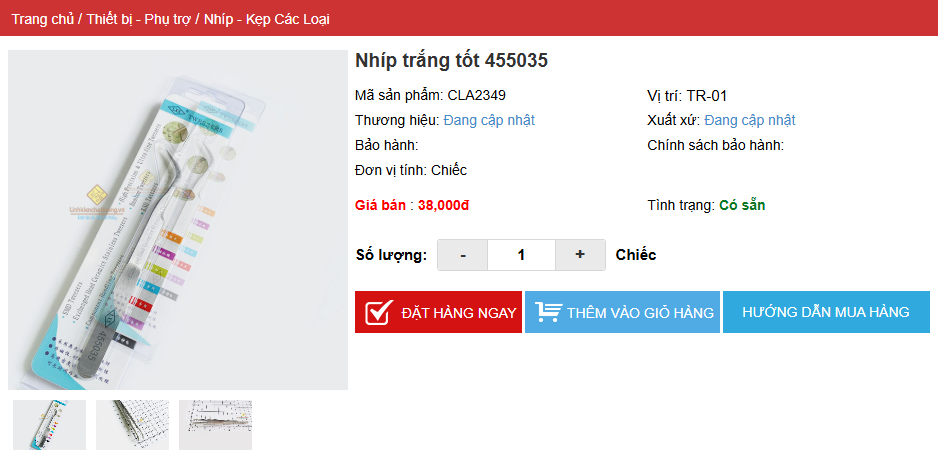 Trang chủ / Thiết bị - Phụ trợ / Nhíp - Kẹp Các Loại
Nhíp trắng tốt 455035
Mã sản phẩm: CLA2349
Vị trí: TR-01
Thương hiệu: Đang cập nhật
Xuất xứ: Đang cập nhật
Bảo hành:
Chính sách bảo hành:
Đơn vị tính: Chiếc
Giá bán : 38,000đ
Tình trạng: Có sẵn
Số lượng: - 1 + Chiếc
ĐẶT HÀNG NGAY
THÊM VÀO GIỎ HÀNG
HƯỚNG DẪN MUA HÀNG
TWEEZERS
455035